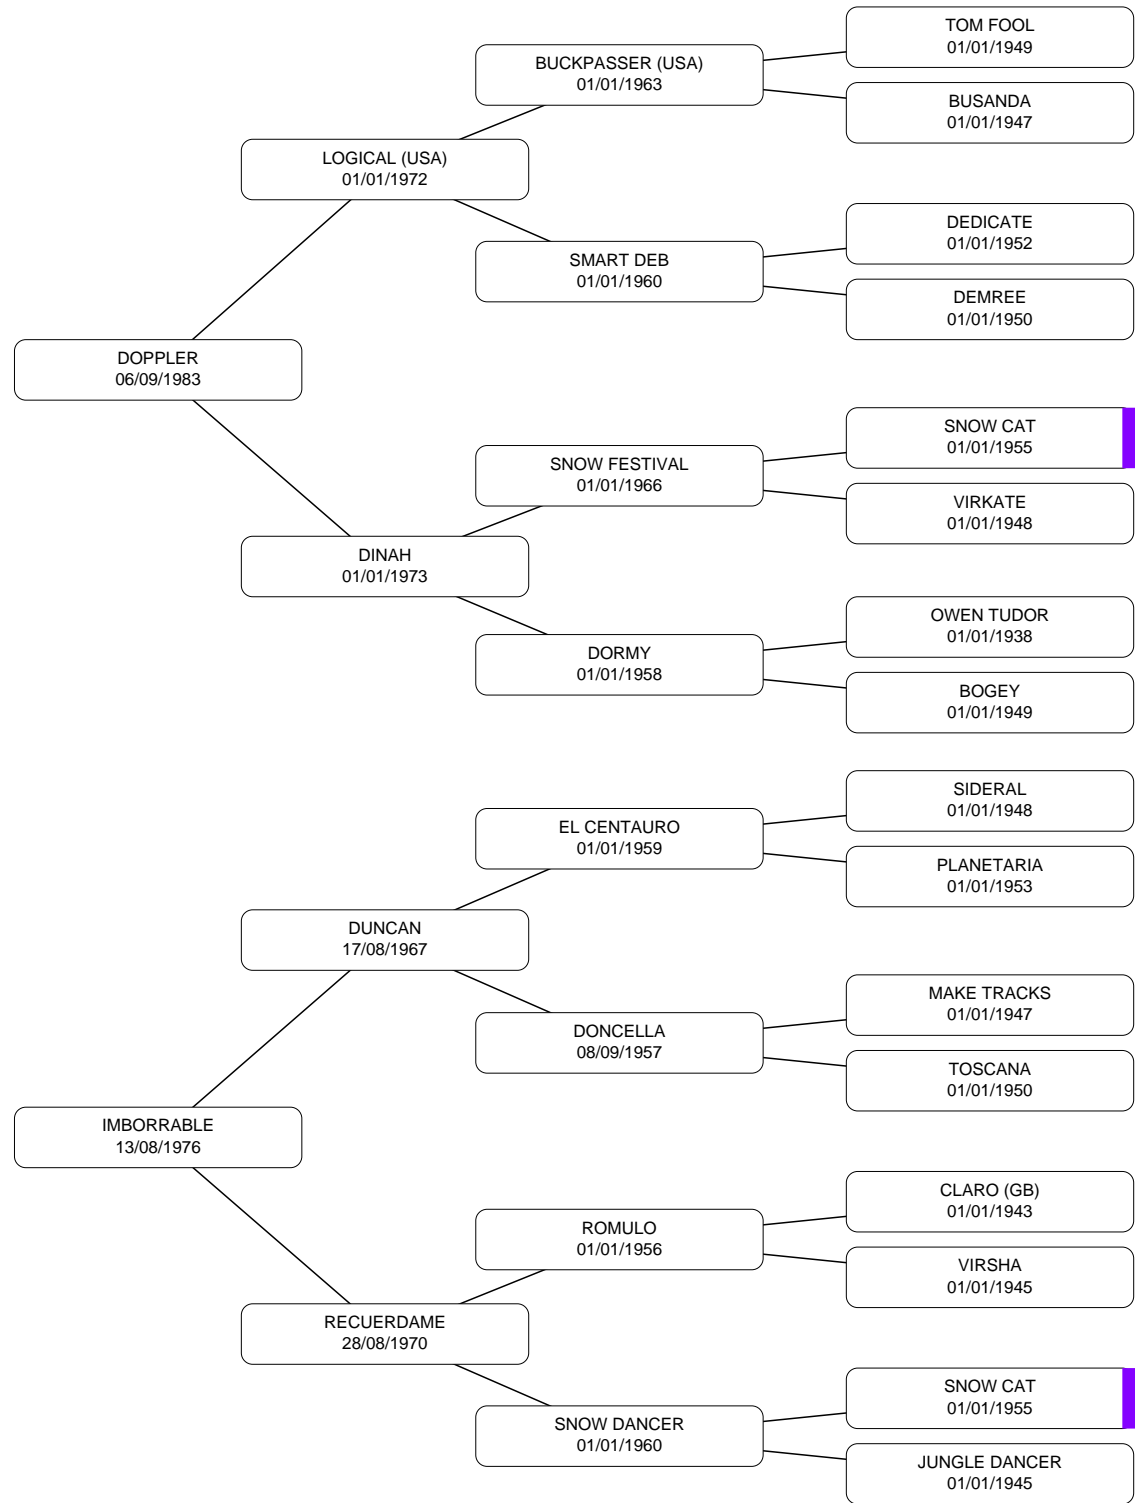 TOM FOOL
01/01/1949
BUCKPASSER (USA)
01/01/1963
BUSANDA
01/01/1947
LOGICAL (USA)
01/01/1972
DEDICATE
01/01/1952
SMART DEB
01/01/1960
DEMREE
01/01/1950
DOPPLER
06/09/1983
SNOW CAT
01/01/1955
SNOW FESTIVAL
01/01/1966
VIRKATE
01/01/1948
DINAH
01/01/1973
OWEN TUDOR
01/01/1938
DORMY
01/01/1958
BOGEY
01/01/1949
SIDERAL
01/01/1948
EL CENTAURO
01/01/1959
PLANETARIA
01/01/1953
DUNCAN
17/08/1967
MAKE TRACKS
01/01/1947
DONCELLA
08/09/1957
TOSCANA
01/01/1950
IMBORRABLE
13/08/1976
CLARO (GB)
01/01/1943
ROMULO
01/01/1956
VIRSHA
01/01/1945
RECUERDAME
28/08/1970
SNOW CAT
01/01/1955
SNOW DANCER
01/01/1960
JUNGLE DANCER
01/01/1945